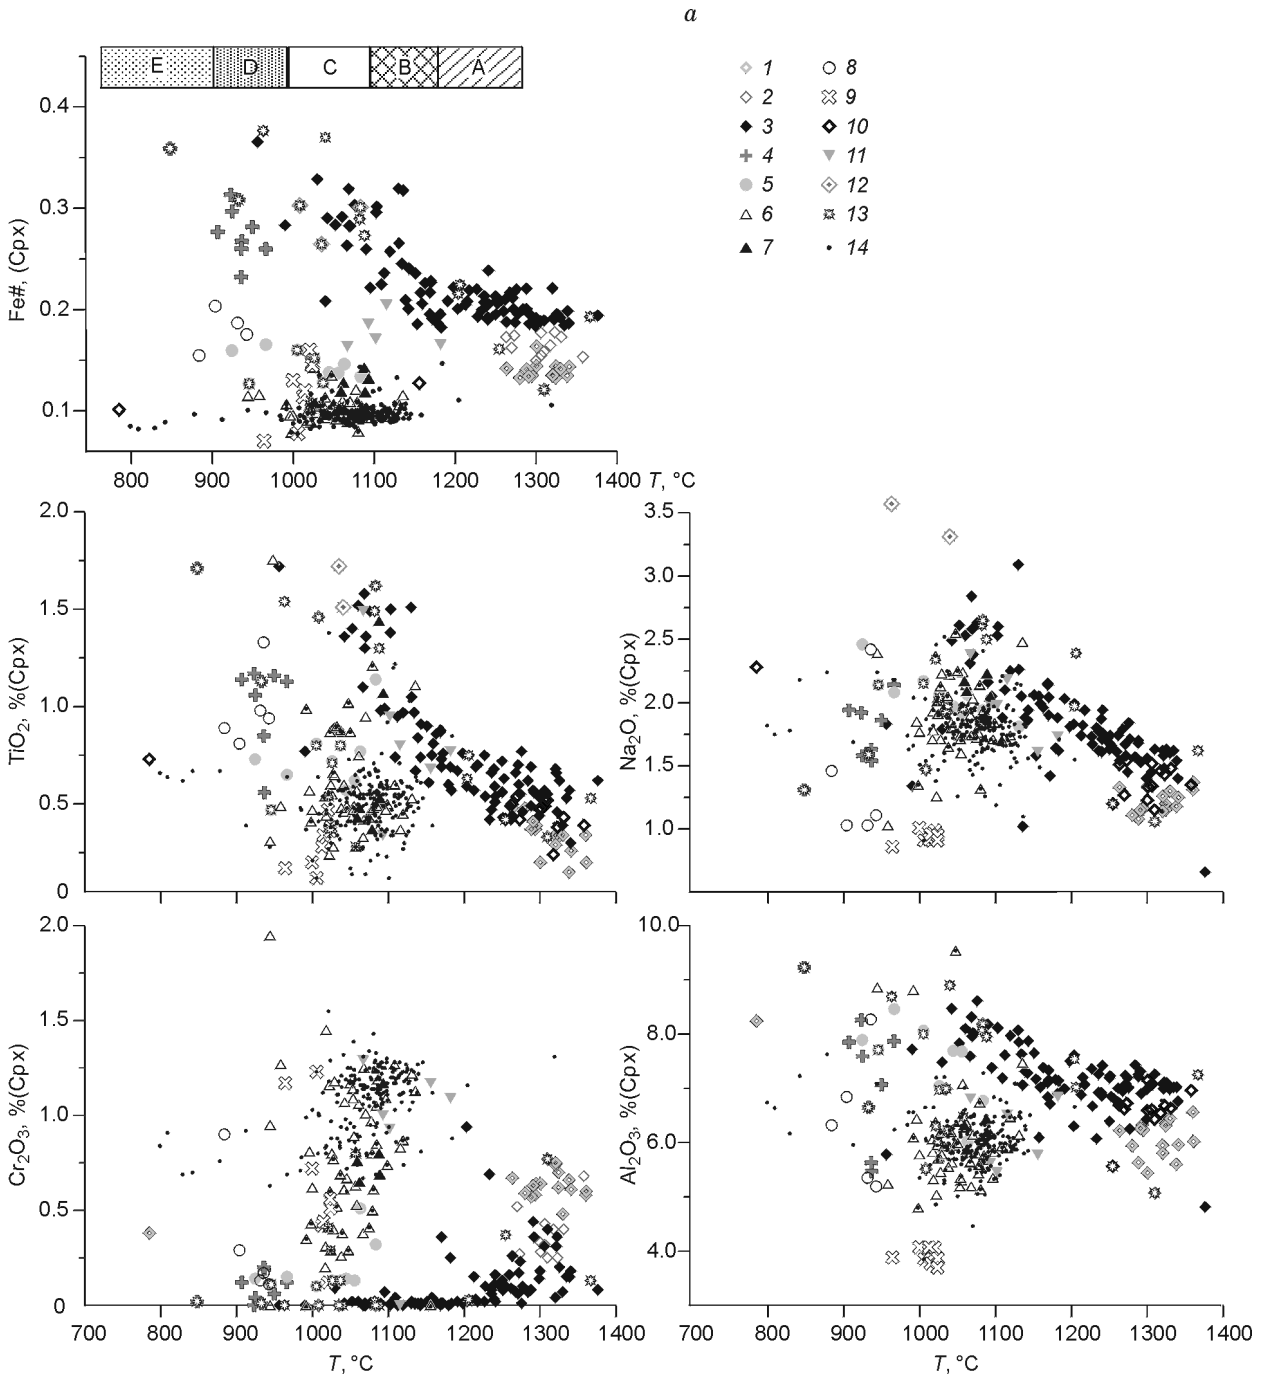 a
E D C B A
1 8
2 9
3 10
4 11
5 12
6 13
7 14
Fe#, (Cpx)
0.4
0.3
0.2
0.1
800 900 1000 1100 1200 1300 1400 T, °C
TiO2, %(Cpx)
2.0
1.5
1.0
0.5
0
Na2O, %(Cpx)
3.5
3.0
2.5
2.0
1.5
1.0
Cr2O3, %(Cpx)
2.0
1.5
1.0
0.5
0
700 800 900 1000 1100 1200 1300 1400
T, °C
Al2O3, %(Cpx)
10.0
8.0
6.0
4.0
700 800 900 1000 1100 1200 1300 1400
T, °C